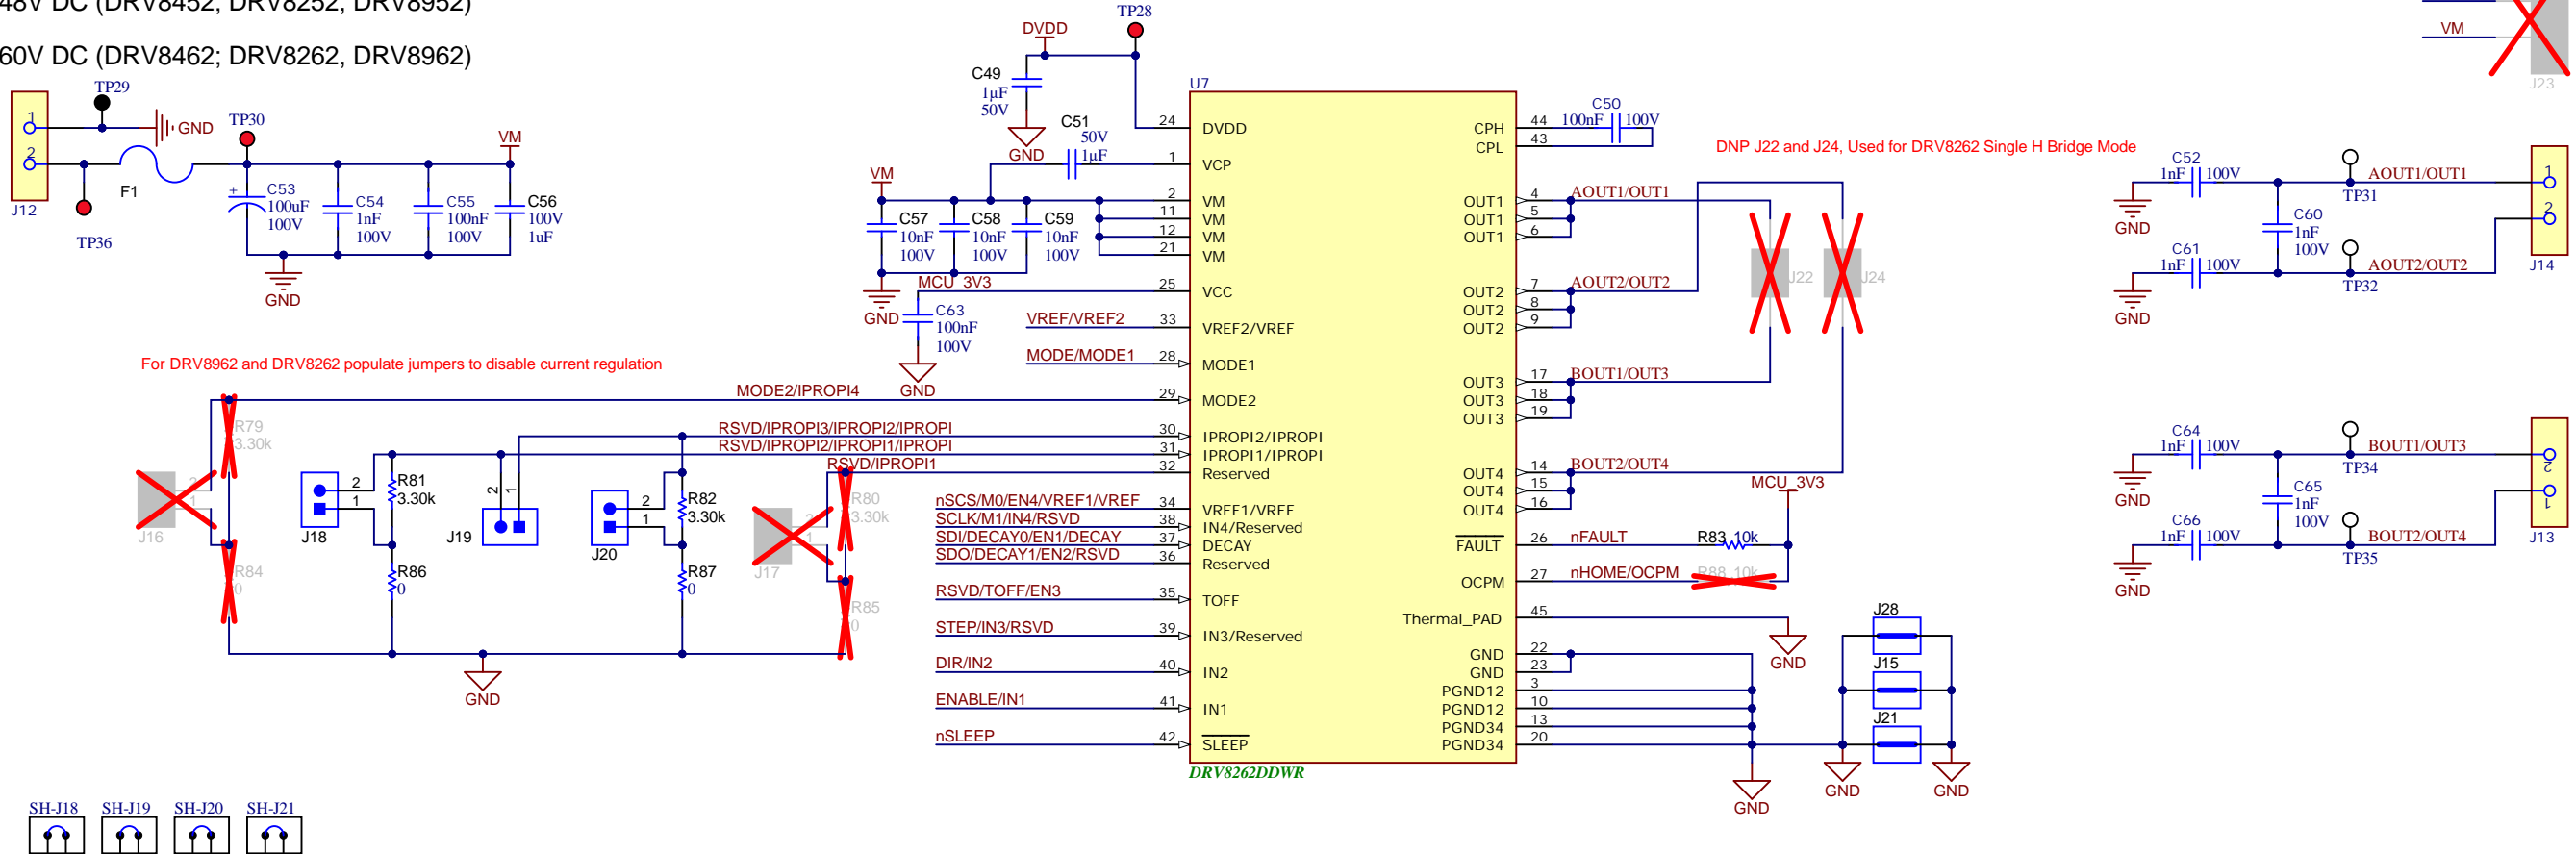 48V DC (DRV8452; DRV8252, DRV8952)
60V DC (DRV8462; DRV8262, DRV8962)
TP29
1
2
J12
GND
TP36
F1
TP30
VM
C53
100uF
100V
C54
1nF
100V
C55
100nF
100V
C56
100V
1uF
GND
DVDD
TP28
C49
1µF
50V
GND
C51
50V
1µF
VM
C57
10nF
100V
C58
10nF
100V
C59
10nF
100V
GND
MCU_3V3
C63
100nF
100V
GND
VREF/VREF2
MODE/MODE1
For DRV8962 and DRV8262 populate jumpers to disable current regulation
MODE2/IPROPI4
RSVD/IPROPI3/IPROPI2/IPROPI
RSVD/IPROPI2/IPROPI1/IPROPI
RSVD/IPROPI1
R79
3.30k
J16
R84
0
J18
2
1
R81
3.30k
R86
0
J19
2
1
J20
2
1
R82
3.30k
R87
0
J17
R80
3.30k
R85
0
GND
nSCS/M0/EN4/VREF1/VREF
SCLK/M1/IN4/RSVD
SDI/DECAY0/EN1/DECAY
SDO/DECAY1/EN2/RSVD
RSVD/TOFF/EN3
STEP/IN3/RSVD
DIR/IN2
ENABLE/IN1
nSLEEP
U7
24 DVDD
1 VCP
2 VM
11 VM
12 VM
21 VM
25 VCC
33 VREF2/VREF
28 MODE1
29 MODE2
30 IPROPI2/IPROPI
31 IPROPI1/IPROPI
32 Reserved
34 VREF1/VREF
38 IN4/Reserved
37 DECAY
36 Reserved
35 TOFF
39 IN3/Reserved
40 IN2
41 IN1
42 SLEEP
CPH 44
CPL 43
OUT1 4
OUT1 5
OUT1 6
OUT2 7
OUT2 8
OUT2 9
OUT3 17
OUT3 18
OUT3 19
OUT4 14
OUT4 15
OUT4 16
FAULT 26
OCPM 27
Thermal_PAD 45
GND 22
GND 23
PGND12 3
PGND12 10
PGND34 13
PGND34 20
DRV8262DDWR
C50
100nF 100V
DNP J22 and J24, Used for DRV8262 Single H Bridge Mode
AOUT1/OUT1
AOUT2/OUT2
BOUT1/OUT3
BOUT2/OUT4
J22
J24
MCU_3V3
nFAULT
R83 10k
nHOME/OCPM
R88 10k
GND
GND
J28
J15
J21
GND
GND
VM
J23
C52
1nF 100V
GND
C60
1nF
100V
C61
1nF 100V
GND
TP31
AOUT1/OUT1
TP32
AOUT2/OUT2
1
2
J14
C64
1nF 100V
GND
C65
1nF
100V
C66
1nF 100V
GND
TP34
BOUT1/OUT3
TP35
BOUT2/OUT4
2
1
J13
SH-J18
SH-J19
SH-J20
SH-J21